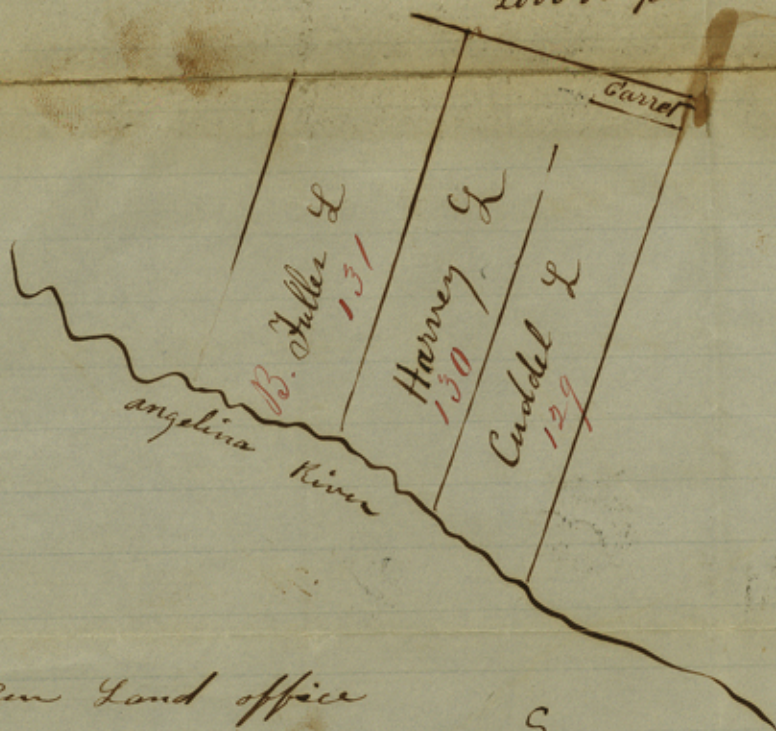 Garret
B. Fuller L
131
Harvey L
130
Cuddel L
129
angelina River
Land office